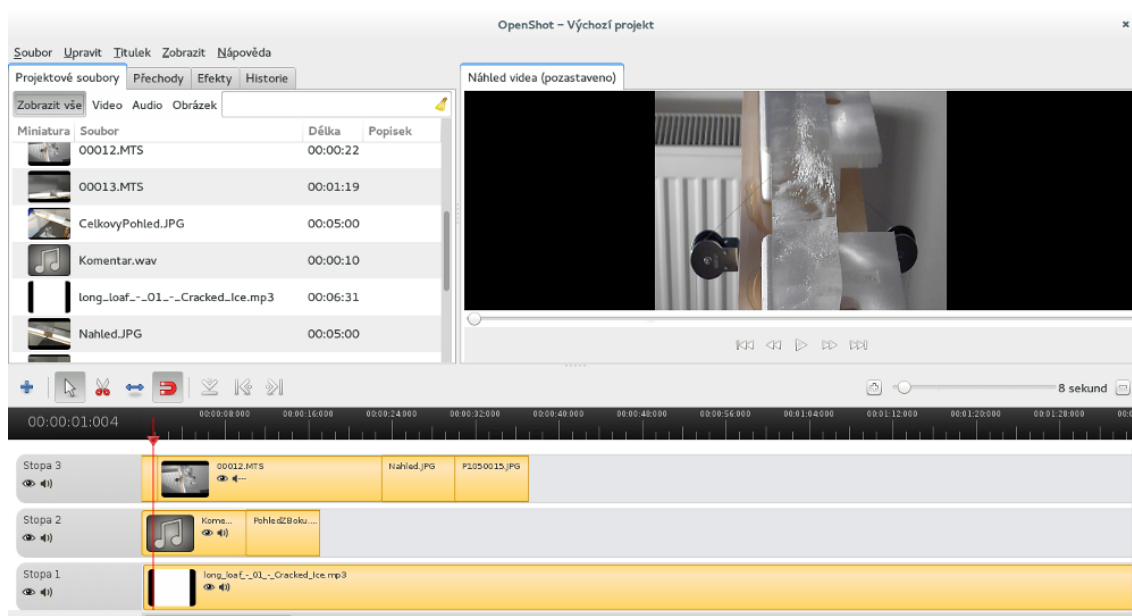 OpenShot – Výchozí projekt
Soubor Upravit Titulek Zobrazit Nápověda
Projektové soubory Přechody Efekty Historie
Náhled videa (pozastaveno)
Zobrazit vše Video Audio Obrázek
Miniatura Soubor Délka Popisek
00012.MTS 00:00:22
00013.MTS 00:01:19
CelkovyPohled.JPG 00:05:00
Komentar.wav 00:00:10
long_loaf_-_01_-_Cracked_Ice.mp3 00:06:31
Nahled.JPG 00:05:00
8 sekund
00:00:01:004
00:00:08:000 00:00:16:000 00:00:24:000 00:00:32:000 00:00:40:000 00:00:48:000 00:00:56:000 00:01:04:000 00:01:12:000 00:01:20:000 00:01:28:000 00:0
Stopa 3
00012.MTS Nahled.JPG P1050015.JPG
Stopa 2
Kome... PohledZBoku....
Stopa 1
long_loaf_-_01_-_Cracked_Ice.mp3